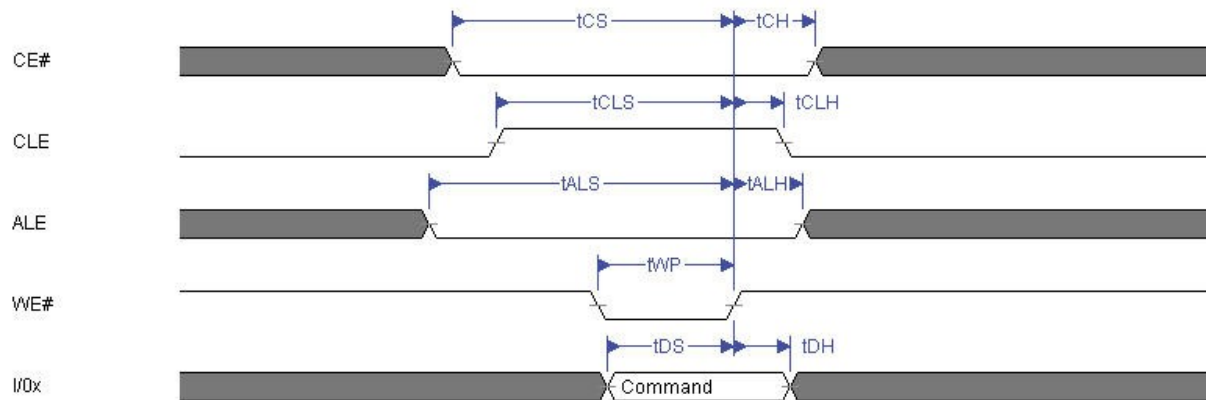 tCS tCH
CE#
tCLS tCLH
CLE
tALS tALH
ALE
tWP
WE#
tDS tDH
I/0x Command